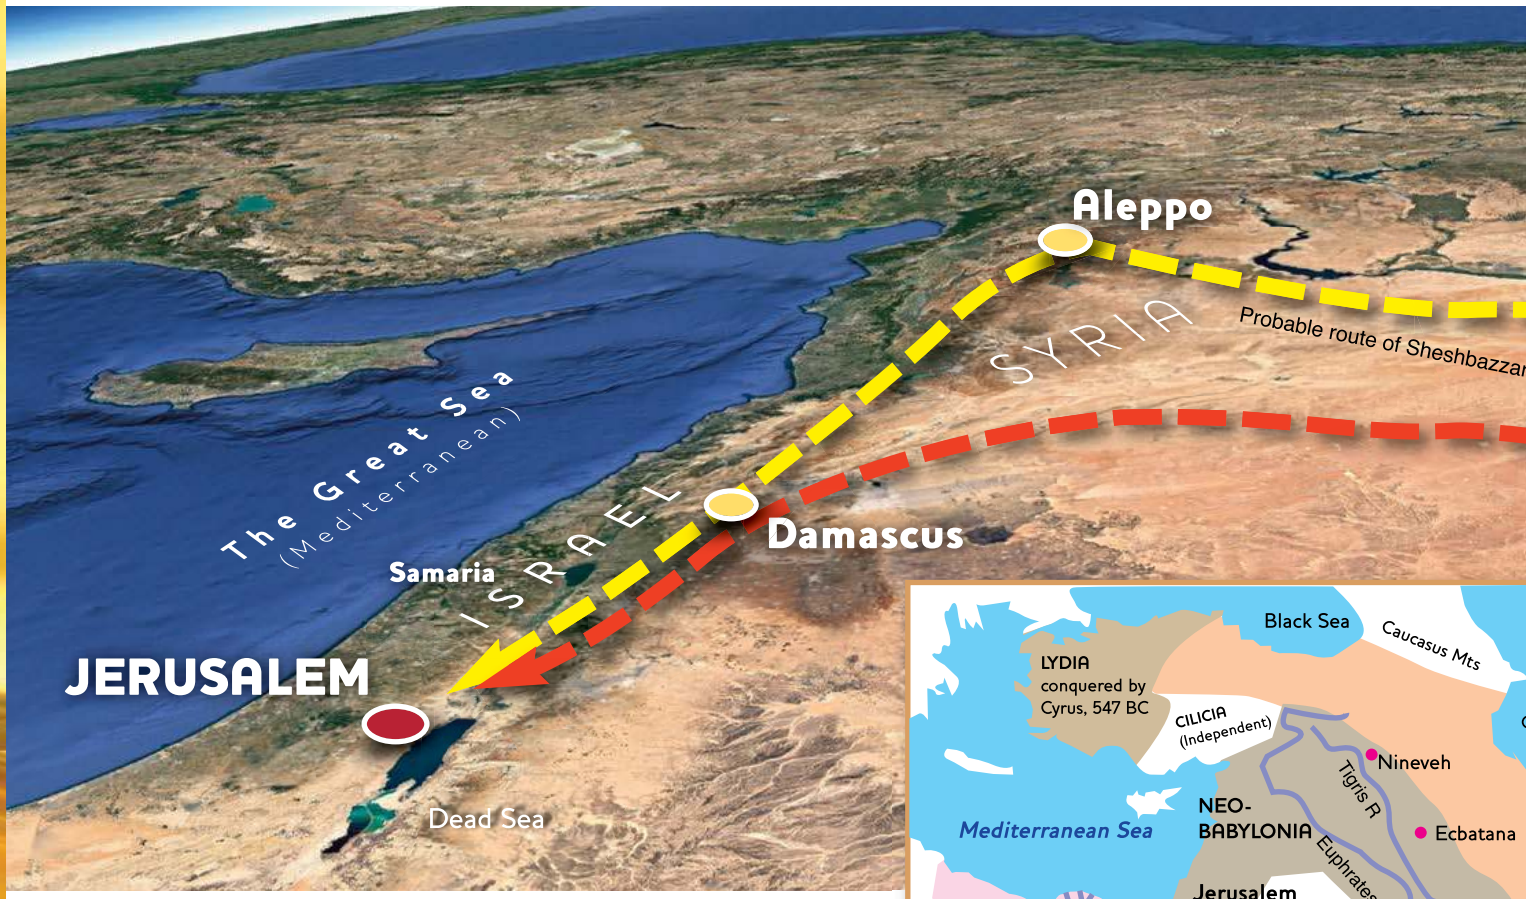 Aleppo
SYRIA
Probable route of Sheshbazzar
The Great Sea
(Mediterranean)
ISRAEL
Damascus
Samaria
JERUSALEM
Dead Sea
Black Sea
Caucasus Mts
LYDIA
conquered by
Cyrus, 547 BC
CILICIA
(Independent)
Nineveh
Tigris R
NEO-
BABYLONIA
Mediterranean Sea
Ecbatana
Euphrates
Jerusalem